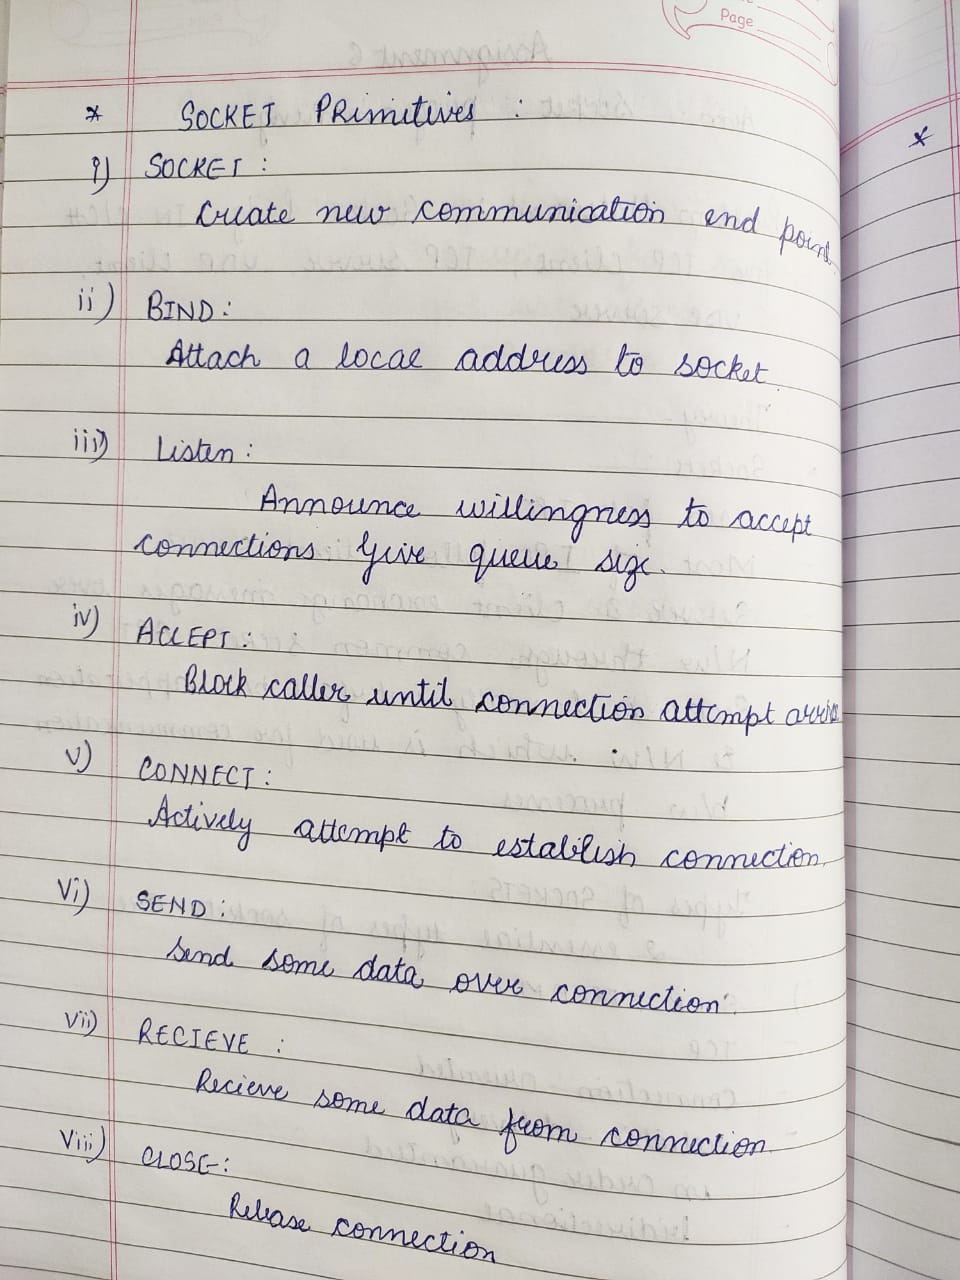 Page
* SOCKET PRimitives :
i) SOCKET :
Create new communication end point.
ii) BIND :
Attach a local address to socket.
iii) Listen :
Announce willingness to accept
connections. Give queue size.
iv) ACCEPT :
Block caller until connection attempt arrives
v) CONNECT :
Actively attempt to establish connection.
vi) SEND :
Send some data over connection.
vii) RECIEVE :
Recieve some data from connection.
viii) CLOSE :
Release connection
*